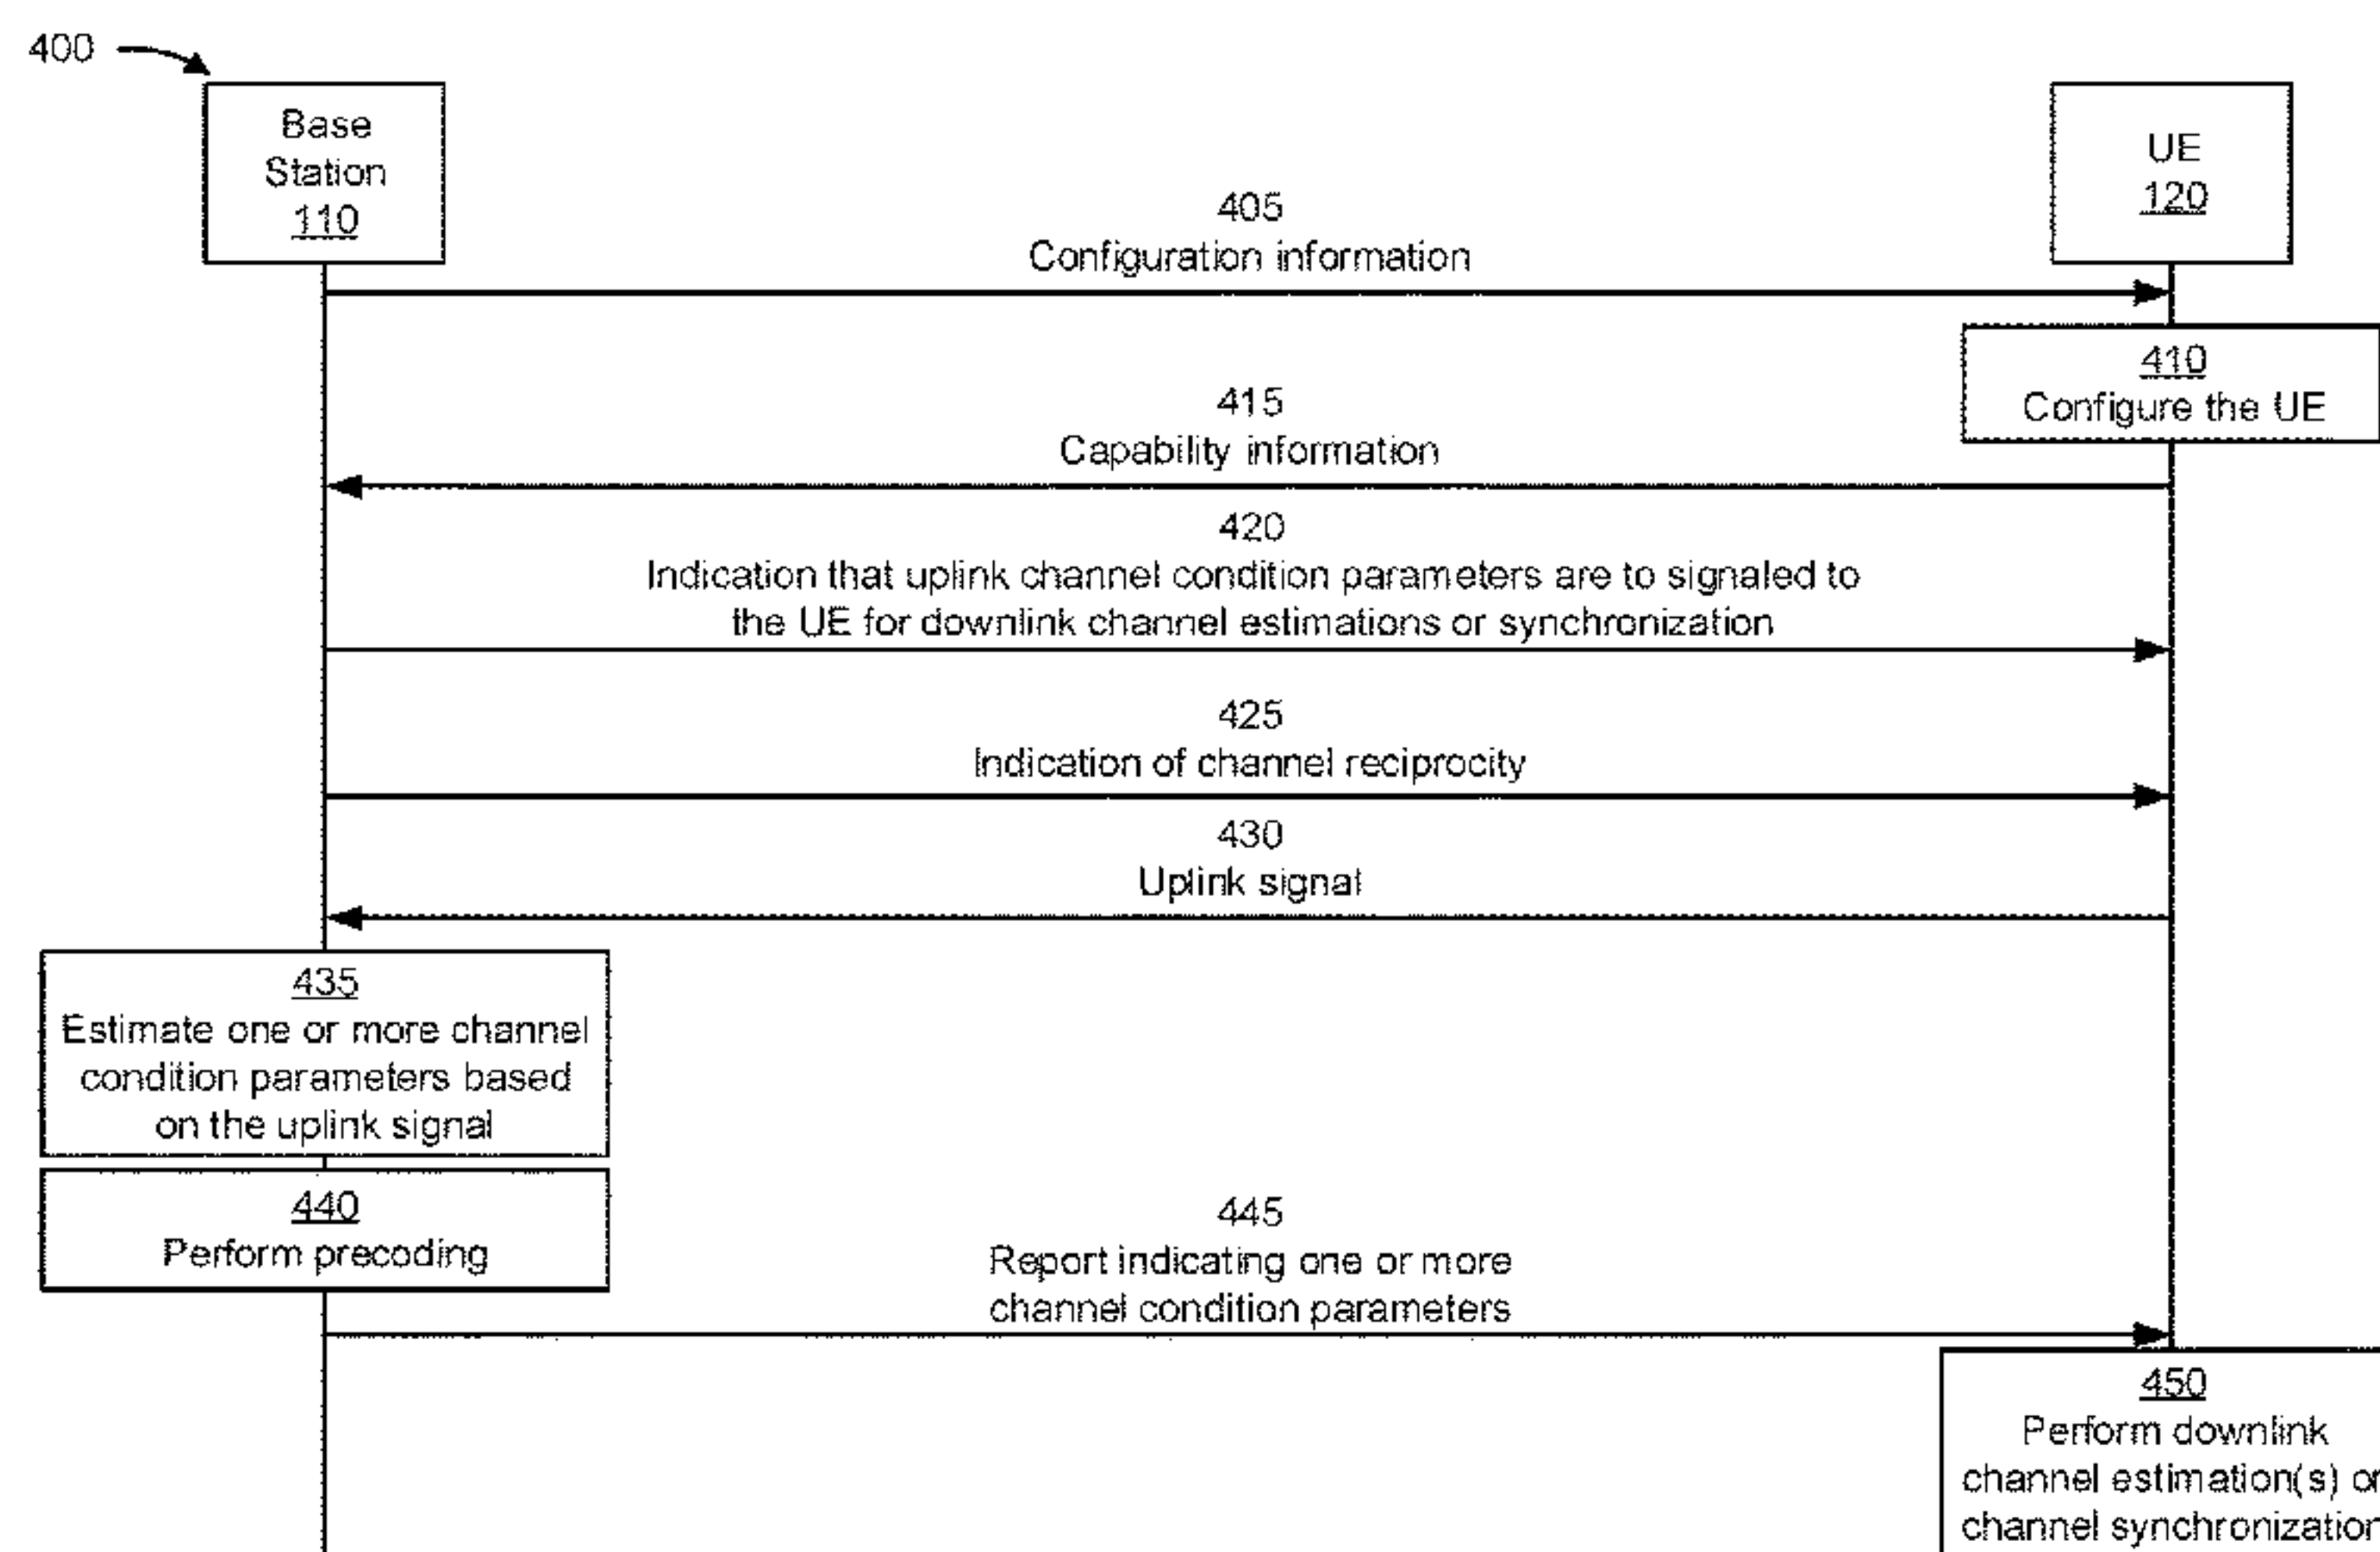 400
Base
Station
110
UE
120
405
Configuration information
410
Configure the UE
415
Capability information
420
Indication that uplink channel condition parameters are to signaled to
the UE for downlink channel estimations or synchronization
425
Indication of channel reciprocity
430
Uplink signal
435
Estimate one or more channel
condition parameters based
on the uplink signal
440
Perform precoding
445
Report indicating one or more
channel condition parameters
450
Perform downlink
channel estimation(s) or
channel synchronization